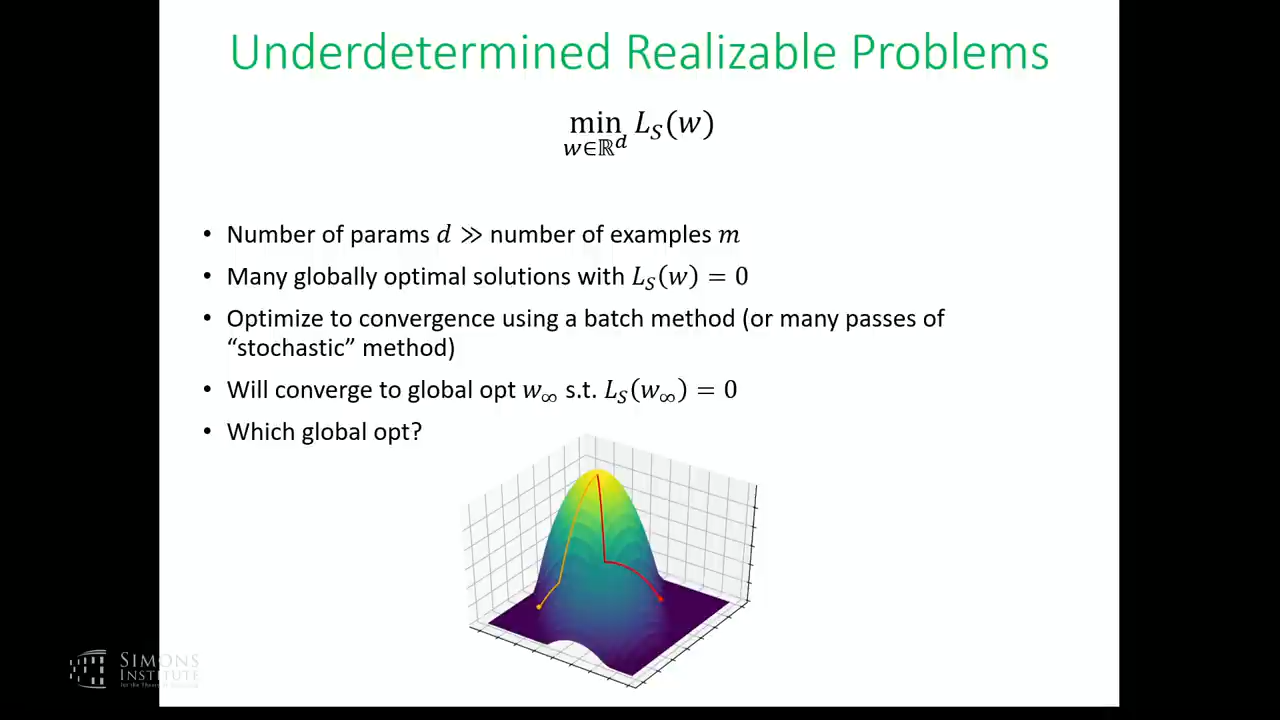 Underdetermined Realizable Problems
min L_S(w)
w∈ℝ^d
• Number of params d ≫ number of examples m
• Many globally optimal solutions with L_S(w) = 0
• Optimize to convergence using a batch method (or many passes of
“stochastic” method)
• Will converge to global opt w_∞ s.t. L_S(w_∞) = 0
• Which global opt?
SIMONS
INSTITUTE